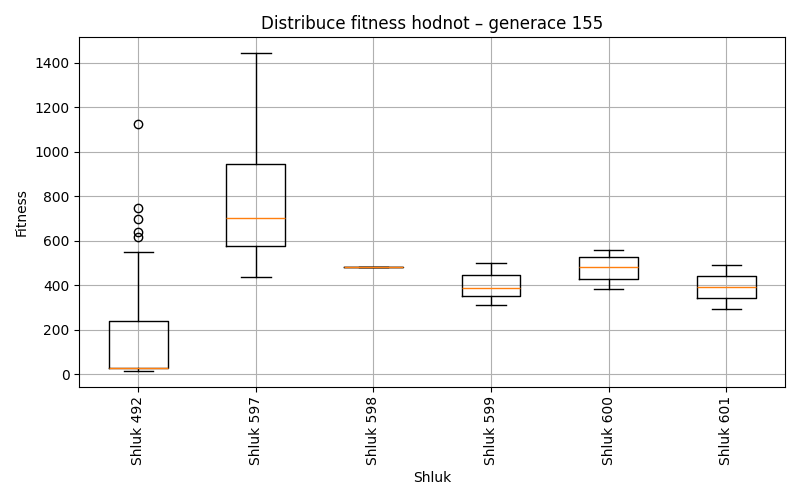 Distribuce fitness hodnot – generace 155
Fitness
1400
1200
1000
800
600
400
200
0
Shluk 492
Shluk 597
Shluk 598
Shluk 599
Shluk 600
Shluk 601
Shluk